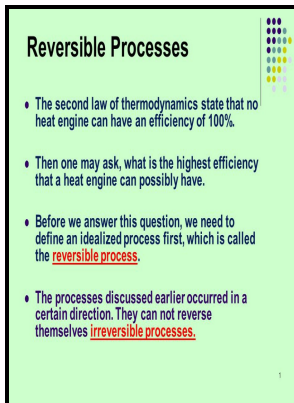 Reversible Processes
The second law of thermodynamics state that no
heat engine can have an efficiency of 100%.
Then one may ask, what is the highest efficiency
that a heat engine can possibly have.
Before we answer this question, we need to
define an idealized process first, which is called
the reversible process.
The processes discussed earlier occurred in a
certain direction. They can not reverse
themselves irreversible processes.
1